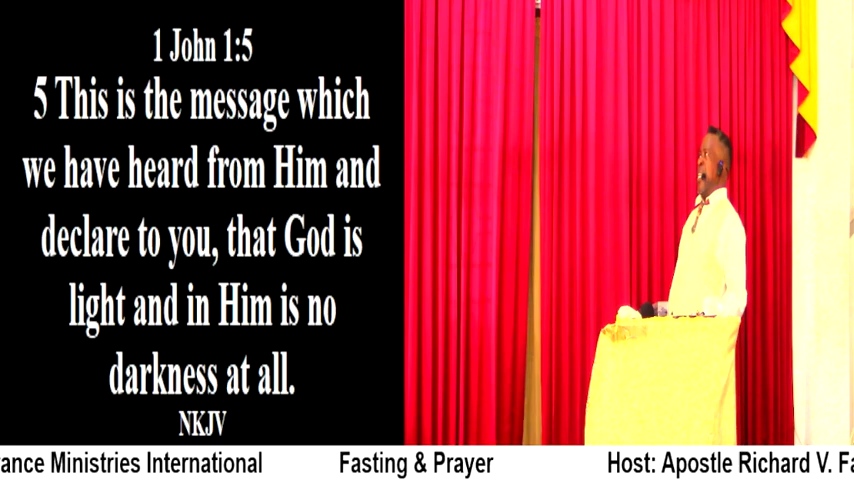 1 John 1:5
5 This is the message which
we have heard from Him and
declare to you, that God is
light and in Him is no
darkness at all.
NKJV
Ministries International Fasting & Prayer Host: Apostle Richard V.